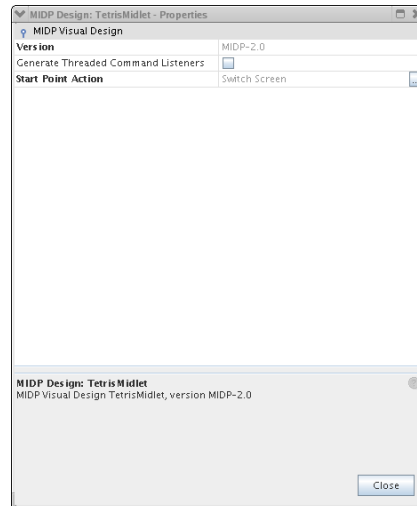 MIDP Design: TetrisMidlet - Properties
MIDP Visual Design
Version MIDP-2.0
Generate Threaded Command Listeners
Start Point Action Switch Screen ...
MIDP Design: TetrisMidlet
MIDP Visual Design TetrisMidlet, version MIDP-2.0
Close